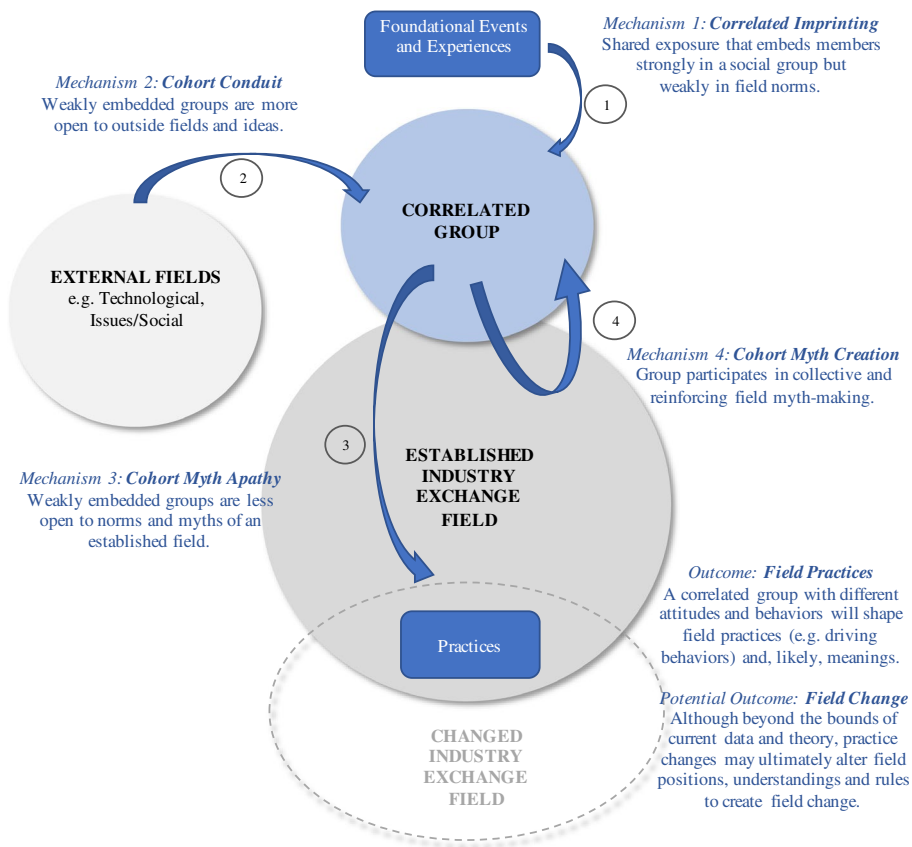 Foundational Events
and Experiences
Mechanism 1: Correlated Imprinting
Shared exposure that embeds members
strongly in a social group but
weakly in field norms.
1
Mechanism 2: Cohort Conduit
Weakly embedded groups are more
open to outside fields and ideas.
2
CORRELATED
GROUP
EXTERNAL FIELDS
e.g. Technological,
Issues/Social
4
Mechanism 4: Cohort Myth Creation
Group participates in collective and
reinforcing field myth-making.
3
Mechanism 3: Cohort Myth Apathy
Weakly embedded groups are less
open to norms and myths of an
established field.
ESTABLISHED
INDUSTRY
EXCHANGE
FIELD
Outcome: Field Practices
A correlated group with different
attitudes and behaviors will shape
field practices (e.g. driving
behaviors) and, likely, meanings.
Practices
Potential Outcome: Field Change
Although beyond the bounds of
current data and theory, practice
changes may ultimately alter field
positions, understandings and rules
to create field change.
CHANGED
INDUSTRY
EXCHANGE
FIELD